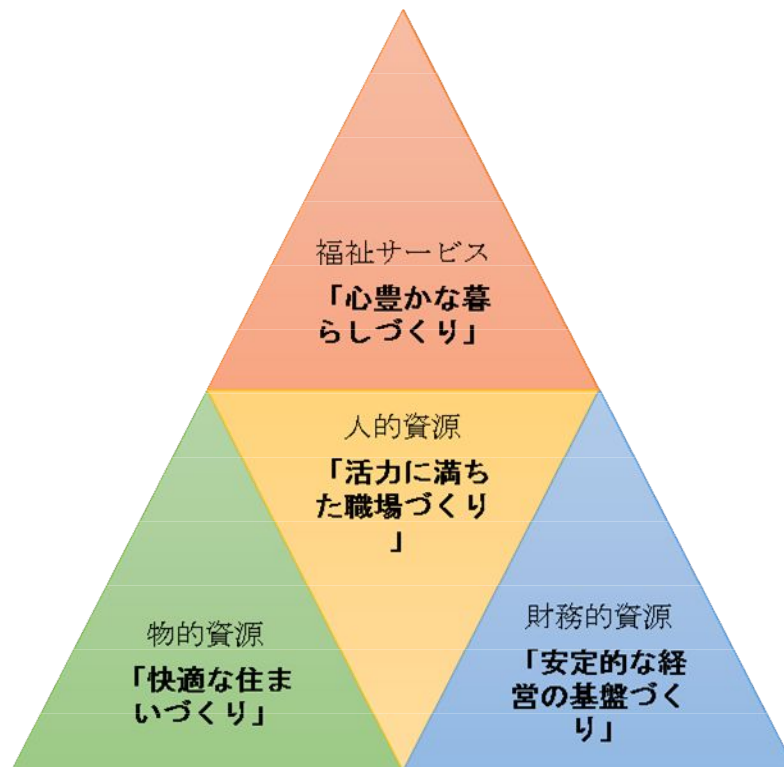 福祉サービス
「心豊かな暮
らしづくり」
人的資源
「活力に満ち
た職場づくり
」
物的資源
「快適な住ま
いづくり」
財務的資源
「安定的な経
営の基盤づく
り」